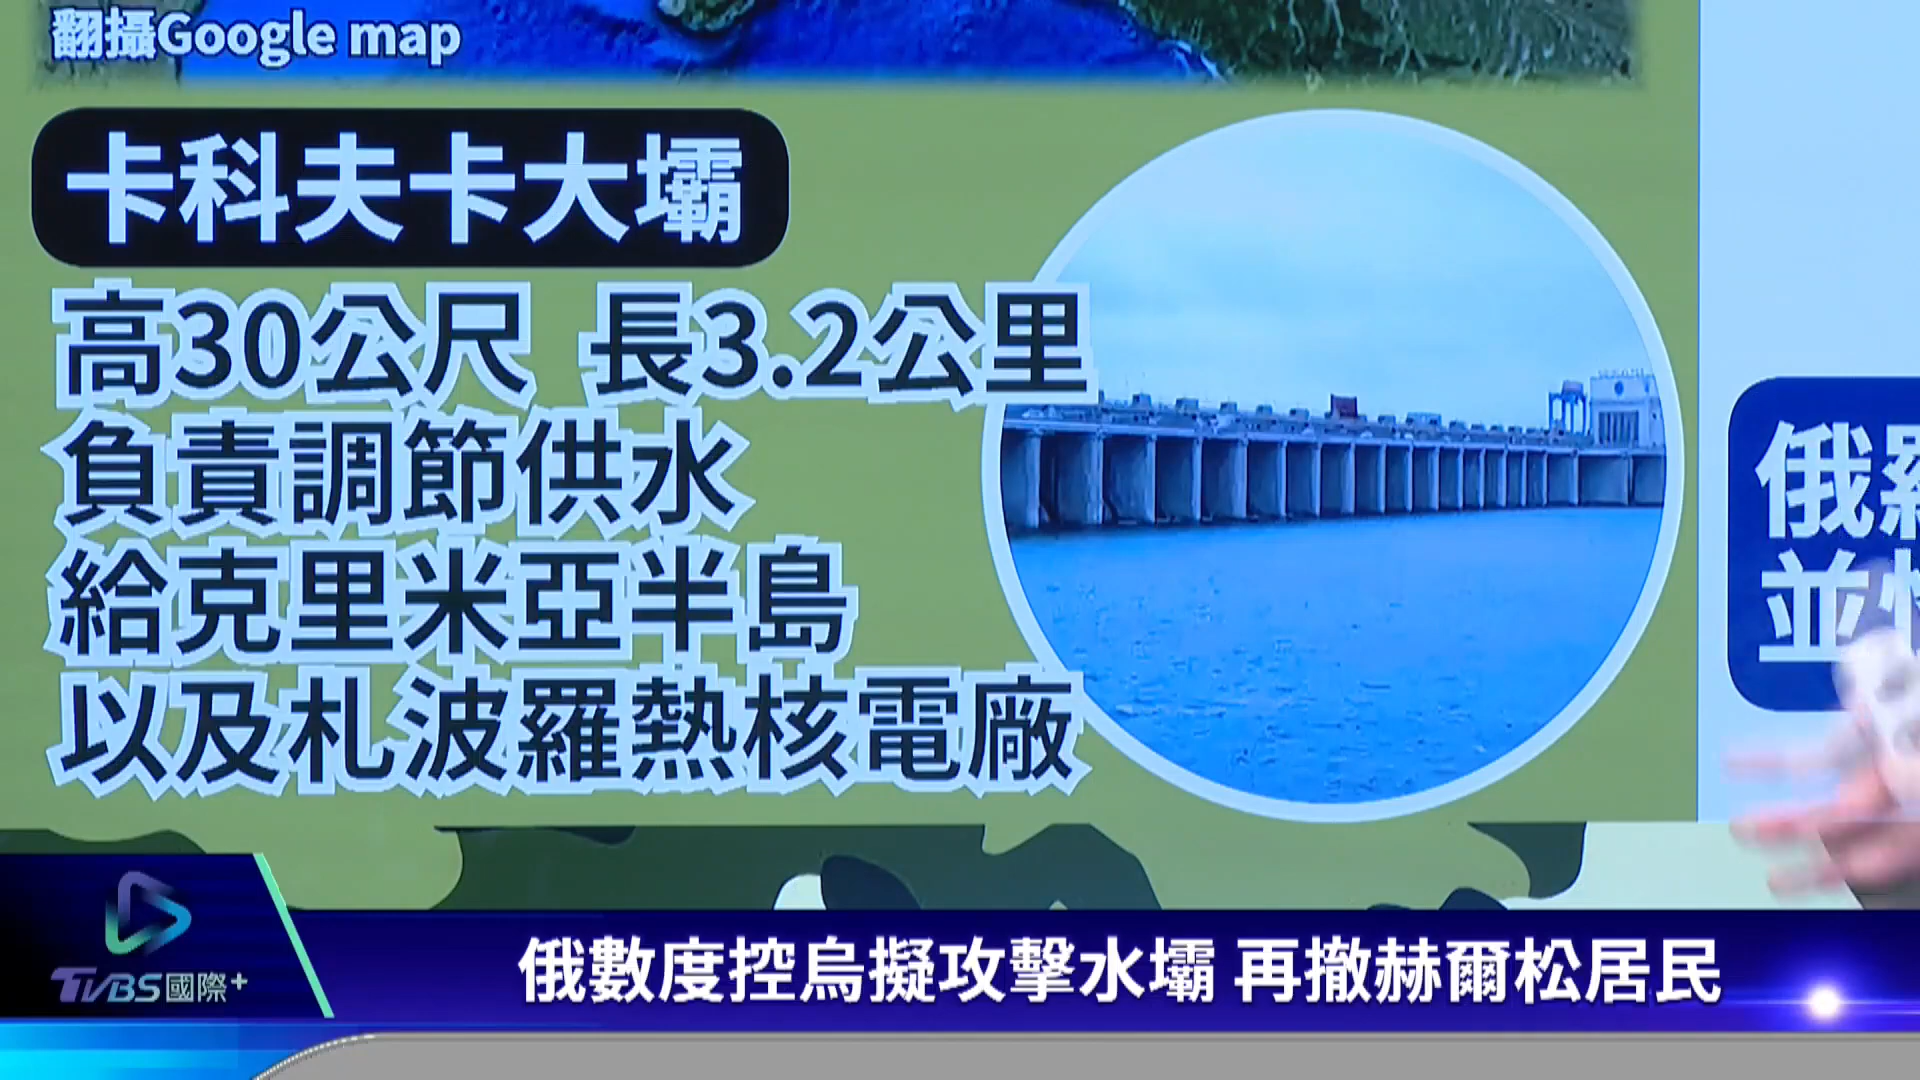 翻攝Google map
卡科夫卡大壩
高30公尺 長3.2公里
負責調節供水
給克里米亞半島
以及札波羅熱核電廠
俄羅
並
TVBS國際+
俄數度控烏擬攻擊水壩 再撤赫爾松居民